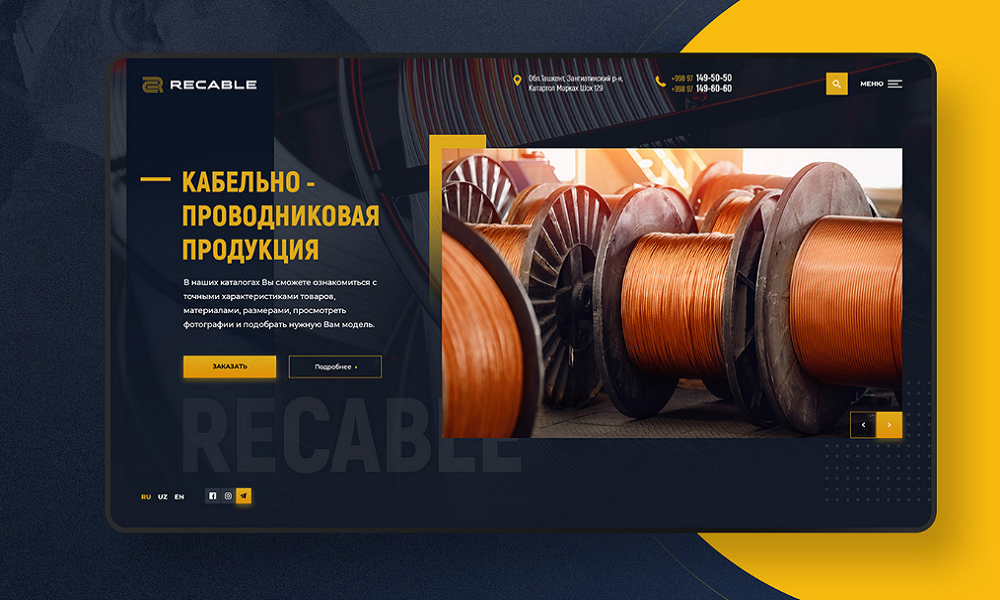 RECABLE
Обл.Ташкент, Зангиатинский р-н,
Катартол Марказ Шох 129
+998 97 149-50-50
+998 97 149-60-60
МЕНЮ
КАБЕЛЬНО -
ПРОВОДНИКОВАЯ
ПРОДУКЦИЯ
В наших каталогах Вы сможете ознакомиться с
точными характеристиками товаров,
материалами, размерами, просмотреть
фотографии и подобрать нужную Вам модель.
ЗАКАЗАТЬ
Подробнее
RECABLE
RU UZ EN